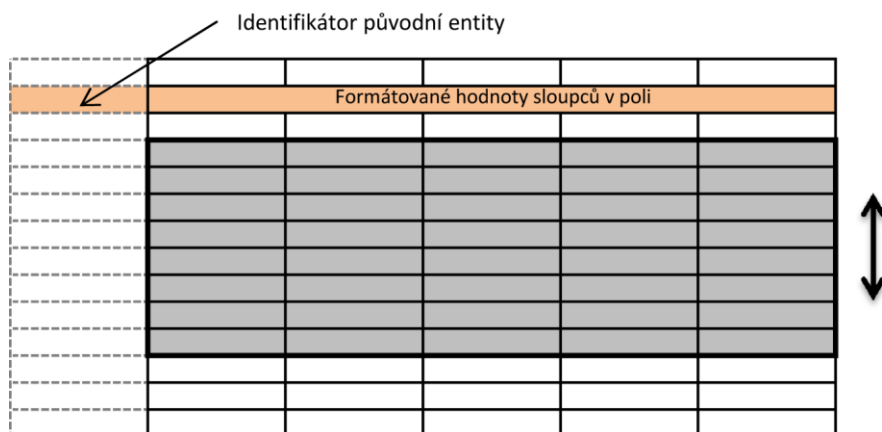 Identifikátor původní entity
Formátované hodnoty sloupců v poli